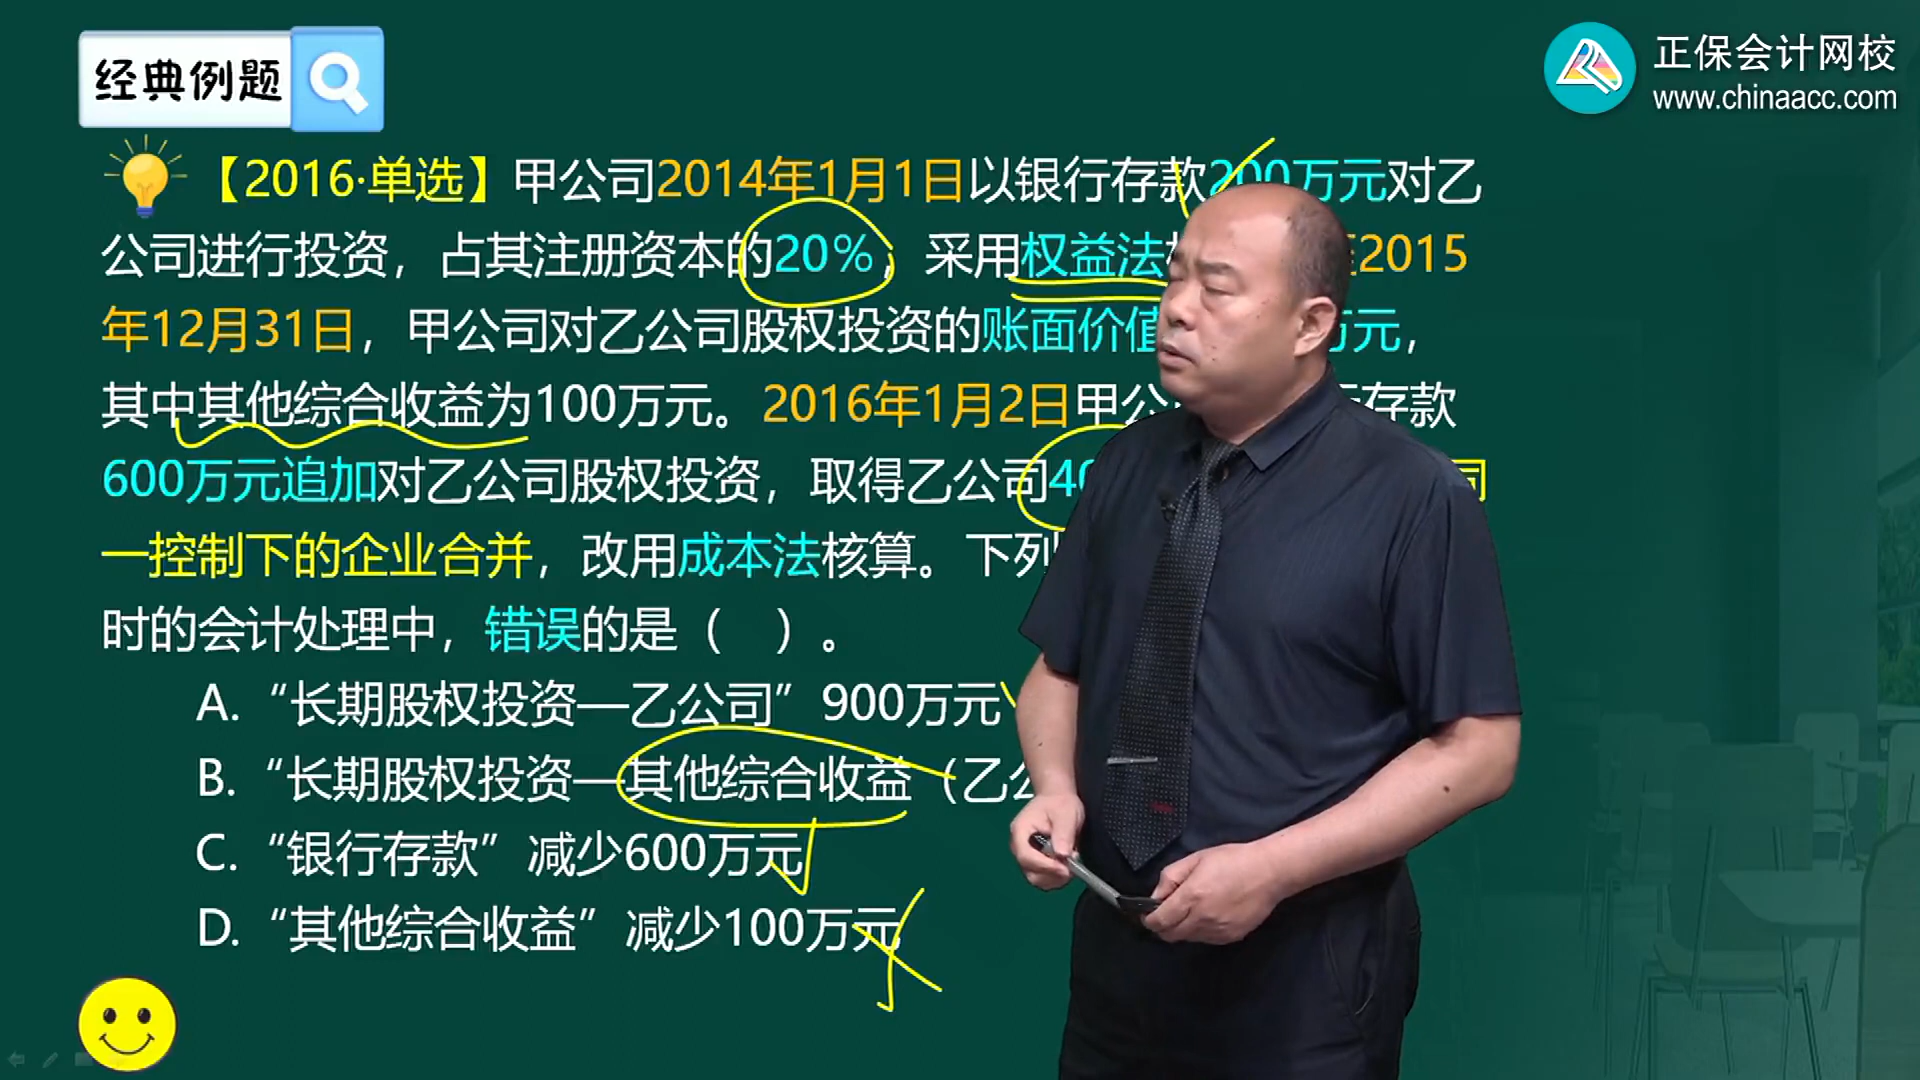 经典例题
正保会计网校
www.chinaacc.com
【2016·单选】甲公司2014年1月1日以银行存款200万元对乙
公司进行投资，占其注册资本的20%，采用权益法 2015
年12月31日，甲公司对乙公司股权投资的账面价值 万元，
其中其他综合收益为100万元。2016年1月2日甲公 存款
600万元追加对乙公司股权投资，取得乙公司40 同
一控制下的企业合并，改用成本法核算。下列
时的会计处理中，错误的是（ ）。
A. “长期股权投资—乙公司”900万元
B. “长期股权投资—其他综合收益（乙公
C. “银行存款”减少600万元
D. “其他综合收益”减少100万元